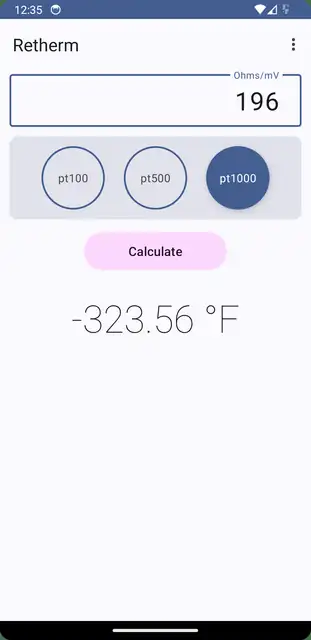 12:35
Retherm
Ohms/mV
196
pt100 pt500 pt1000
Calculate
-323.56 °F